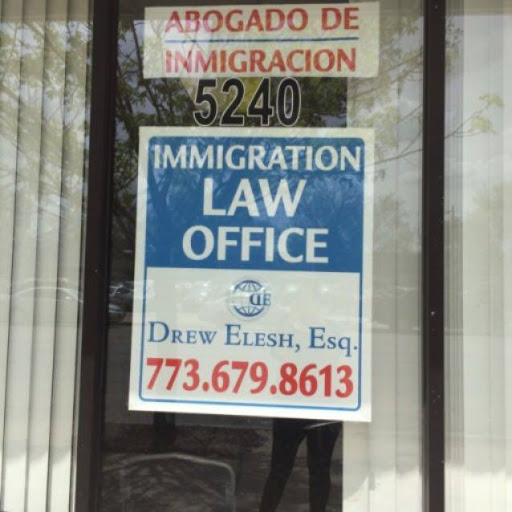 ABOGADO DE
INMIGRACION
5240
IMMIGRATION
LAW
OFFICE
DE
DREW ELESH, ESQ.
773.679.8613